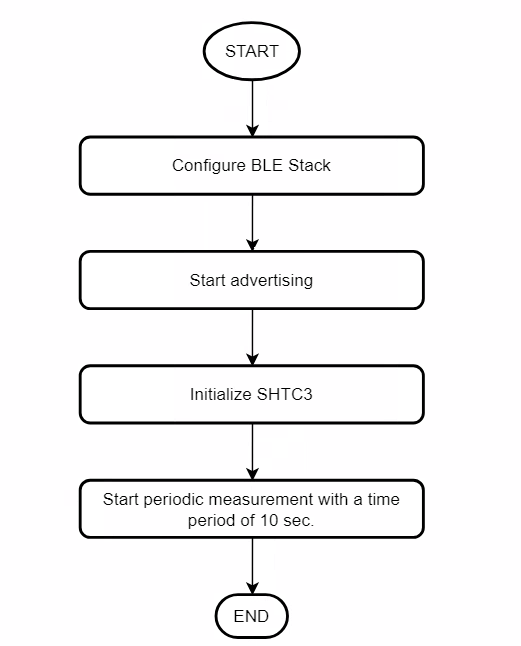 START
Configure BLE Stack
Start advertising
Initialize SHTC3
Start periodic measurement with a time
period of 10 sec.
END